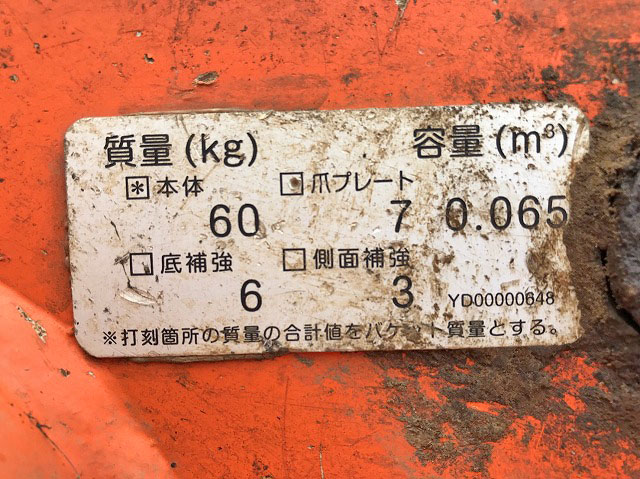 質量(kg) 容量(m³)
*本体 □爪プレート
60 7 0.065
□底補強 □側面補強
6 3 YD00000648
※打刻箇所の質量の合計値をバケット質量とする。